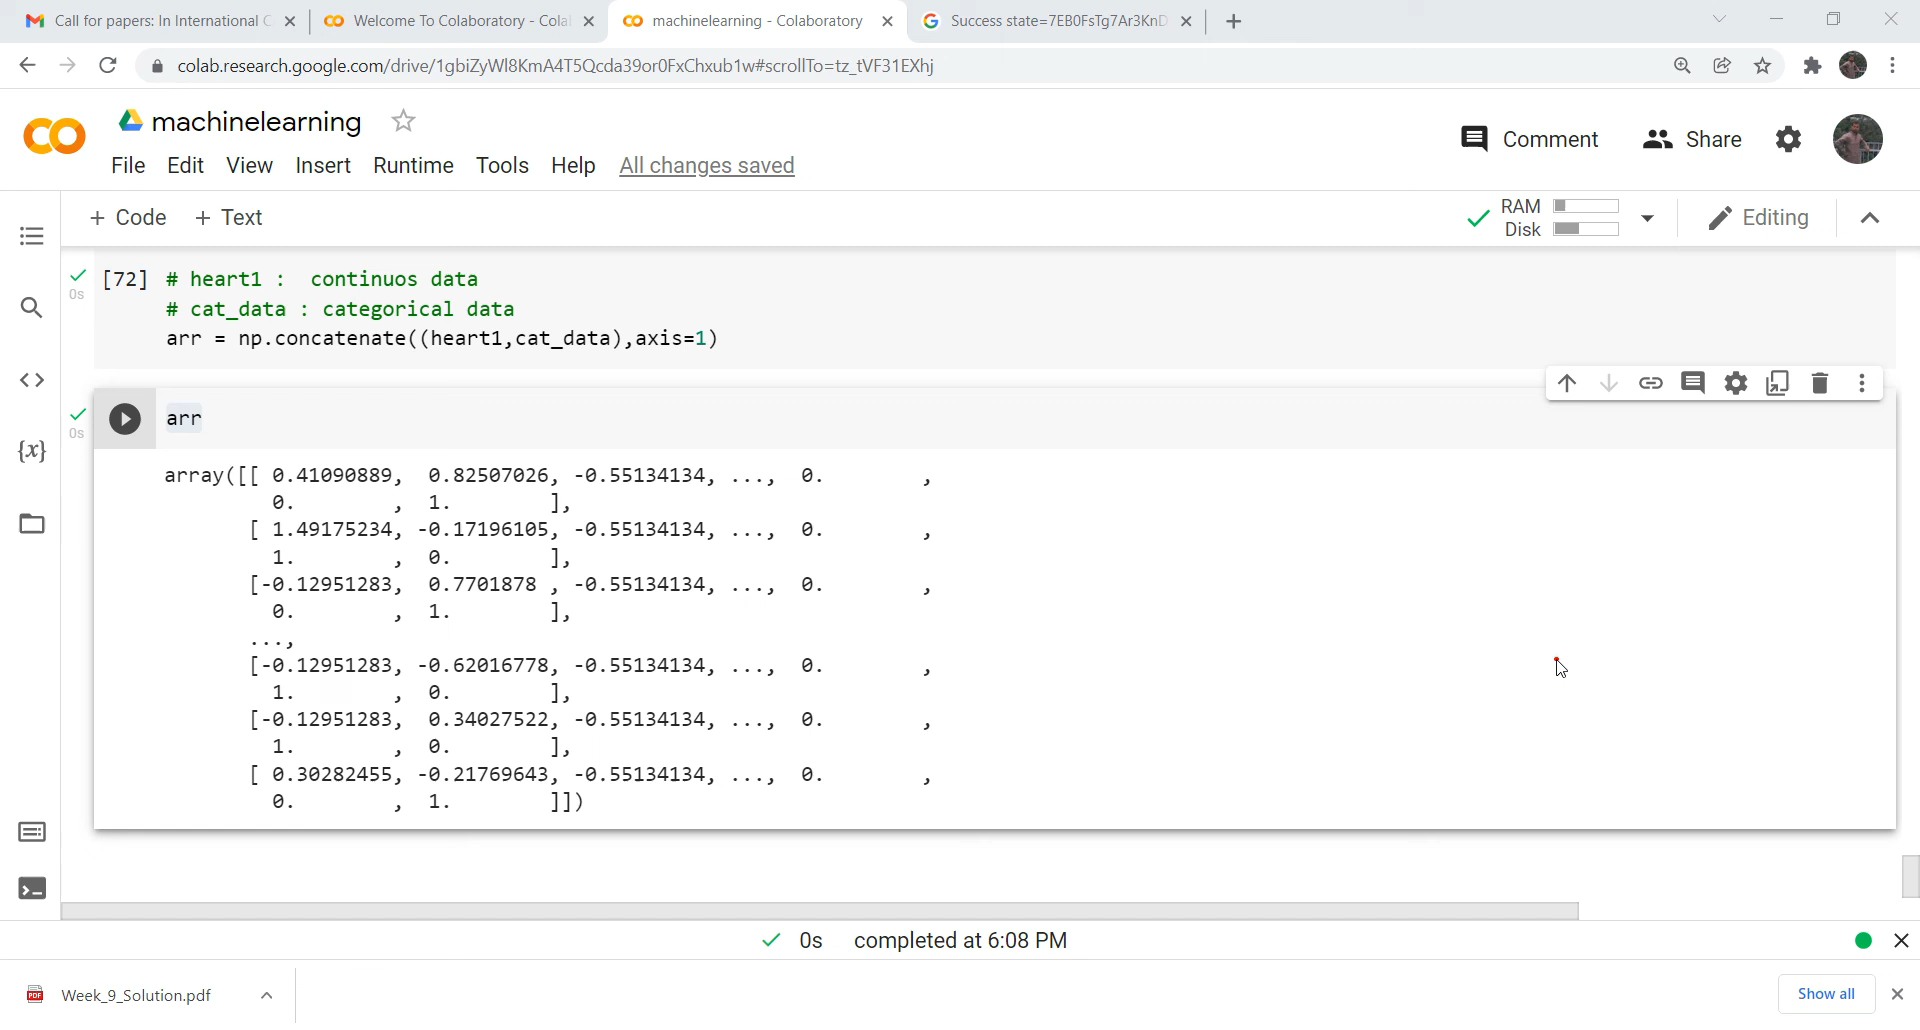 Call for papers: In International C
Welcome To Colaboratory - Cola
machinelearning - Colaboratory
Success state=7EB0FsTg7Ar3KnD
colab.research.google.com/drive/1gbiZyWl8KmA4T5Qcda39or0FxChxub1w#scrollTo=tz_tVF31EXhj
machinelearning
Comment
Share
File Edit View Insert Runtime Tools Help All changes saved
+ Code + Text
RAM
Disk
Editing
[72] # heart1 :  continuos data
0s
# cat_data : categorical data
arr = np.concatenate((heart1,cat_data),axis=1)
arr
0s
array([[ 0.41090889,  0.82507026, -0.55134134, ...,  0.        ,
0.        ,  1.        ],
[ 1.49175234, -0.17196105, -0.55134134, ...,  0.        ,
1.        ,  0.        ],
[-0.12951283,  0.7701878 , -0.55134134, ...,  0.        ,
0.        ,  1.        ],
...,
[-0.12951283, -0.62016778, -0.55134134, ...,  0.        ,
1.        ,  0.        ],
[-0.12951283,  0.34027522, -0.55134134, ...,  0.        ,
1.        ,  0.        ],
[ 0.30282455, -0.21769643, -0.55134134, ...,  0.        ,
0.        ,  1.        ]])
0s completed at 6:08 PM
PDF Week_9_Solution.pdf
Show all